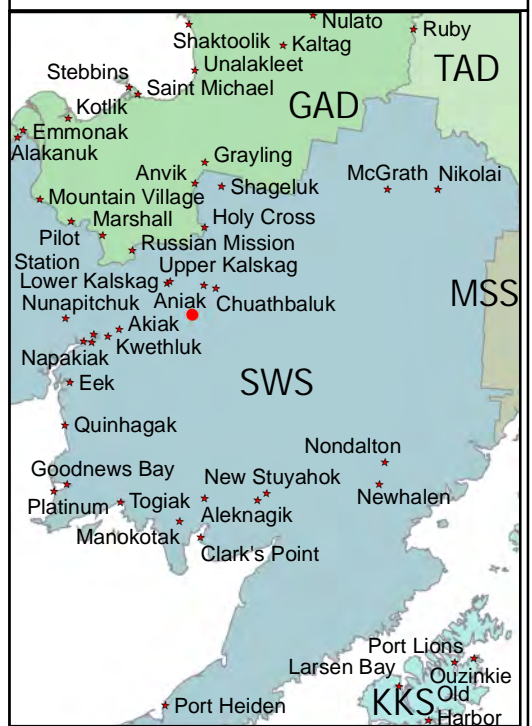 Nulato
Ruby
Shaktoolik
Kaltag
Unalakleet
TAD
Stebbins
Saint Michael
GAD
Kotlik
Emmonak
Alakanuk
Grayling
Anvik
McGrath
Nikolai
Shageluk
Mountain Village
Marshall
Holy Cross
Pilot
Station
Russian Mission
Upper Kalskag
Lower Kalskag
MSS
Nunapitchuk
Aniak
Chuathbaluk
Akiak
Kwethluk
Napakiak
SWS
Eek
Quinhagak
Nondalton
Goodnews Bay
New Stuyahok
Newhalen
Platinum
Togiak
Aleknagik
Manokotak
Clark's Point
Port Lions
Larsen Bay
Ouzinkie
KKS
Old
Harbor
Port Heiden